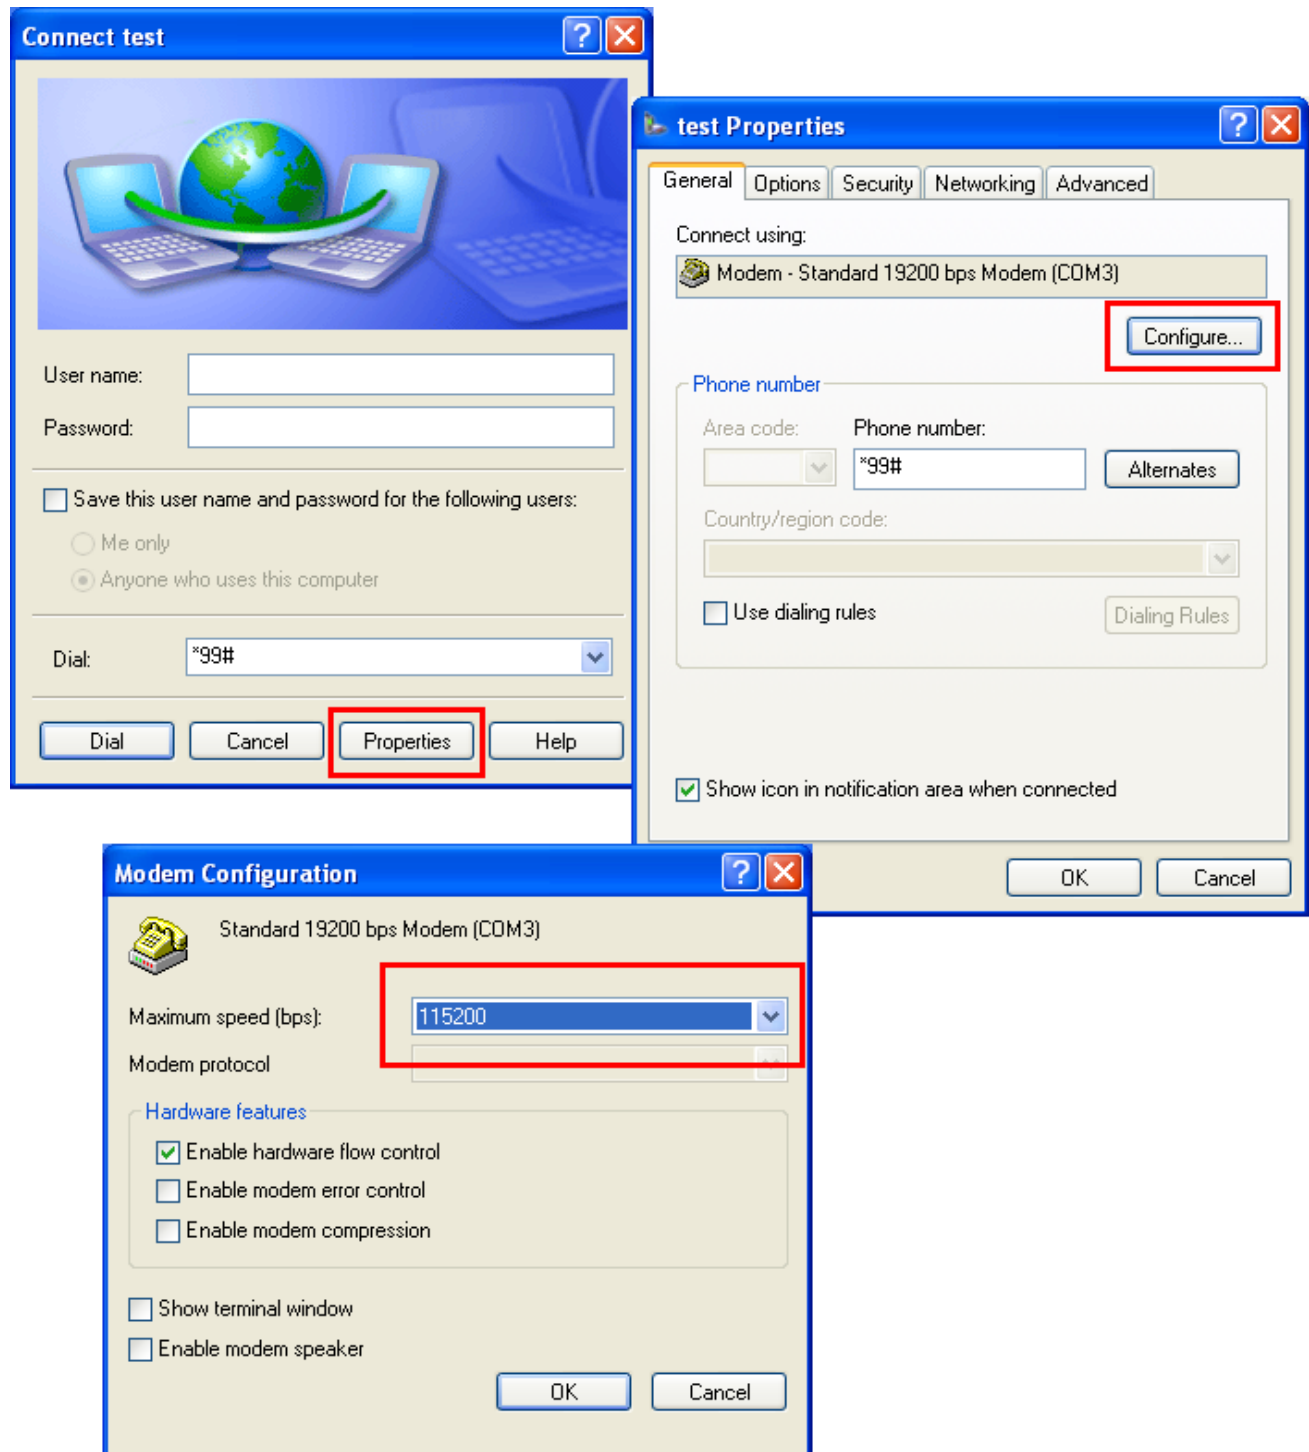 Connect test
User name:
Password:
Save this user name and password for the following users:
Me only
Anyone who uses this computer
Dial:
*99#
Dial
Cancel
Properties
Help
test Properties
General
Options
Security
Networking
Advanced
Connect using:
Modem - Standard 19200 bps Modem (COM3)
Configure...
Phone number
Area code:
Phone number:
*99#
Alternates
Country/region code:
Use dialing rules
Dialing Rules
Show icon in notification area when connected
OK
Cancel
Modem Configuration
Standard 19200 bps Modem (COM3)
Maximum speed (bps):
115200
Modem protocol
Hardware features
Enable hardware flow control
Enable modem error control
Enable modem compression
Show terminal window
Enable modem speaker
OK
Cancel